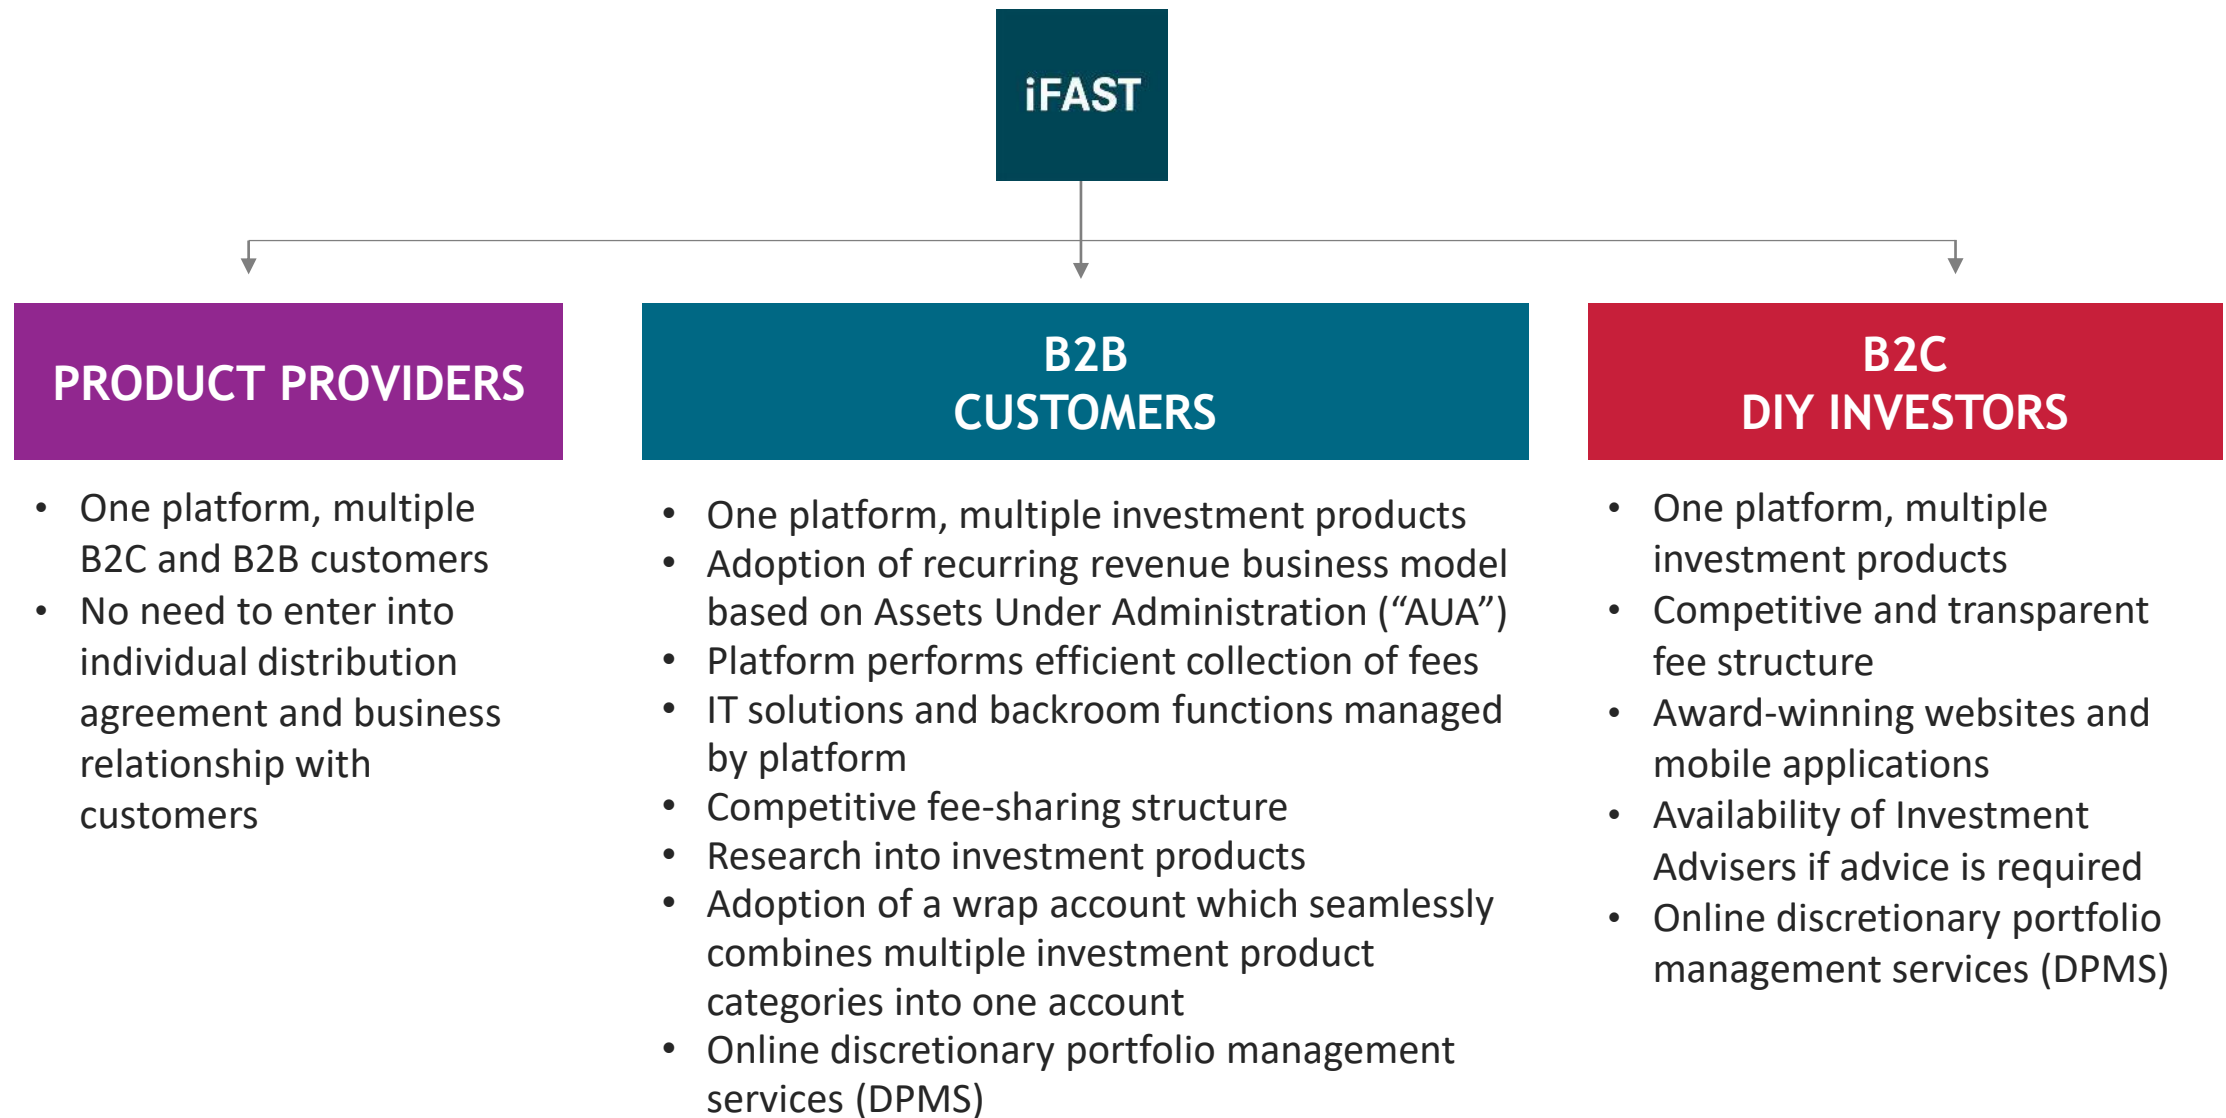 iFAST
PRODUCT PROVIDERS
• One platform, multiple
B2C and B2B customers
• No need to enter into
individual distribution
agreement and business
relationship with
customers
B2B
CUSTOMERS
• One platform, multiple investment products
• Adoption of recurring revenue business model
based on Assets Under Administration (“AUA”)
• Platform performs efficient collection of fees
• IT solutions and backroom functions managed
by platform
• Competitive fee-sharing structure
• Research into investment products
• Adoption of a wrap account which seamlessly
combines multiple investment product
categories into one account
• Online discretionary portfolio management
services (DPMS)
B2C
DIY INVESTORS
• One platform, multiple
investment products
• Competitive and transparent
fee structure
• Award-winning websites and
mobile applications
• Availability of Investment
Advisers if advice is required
• Online discretionary portfolio
management services (DPMS)